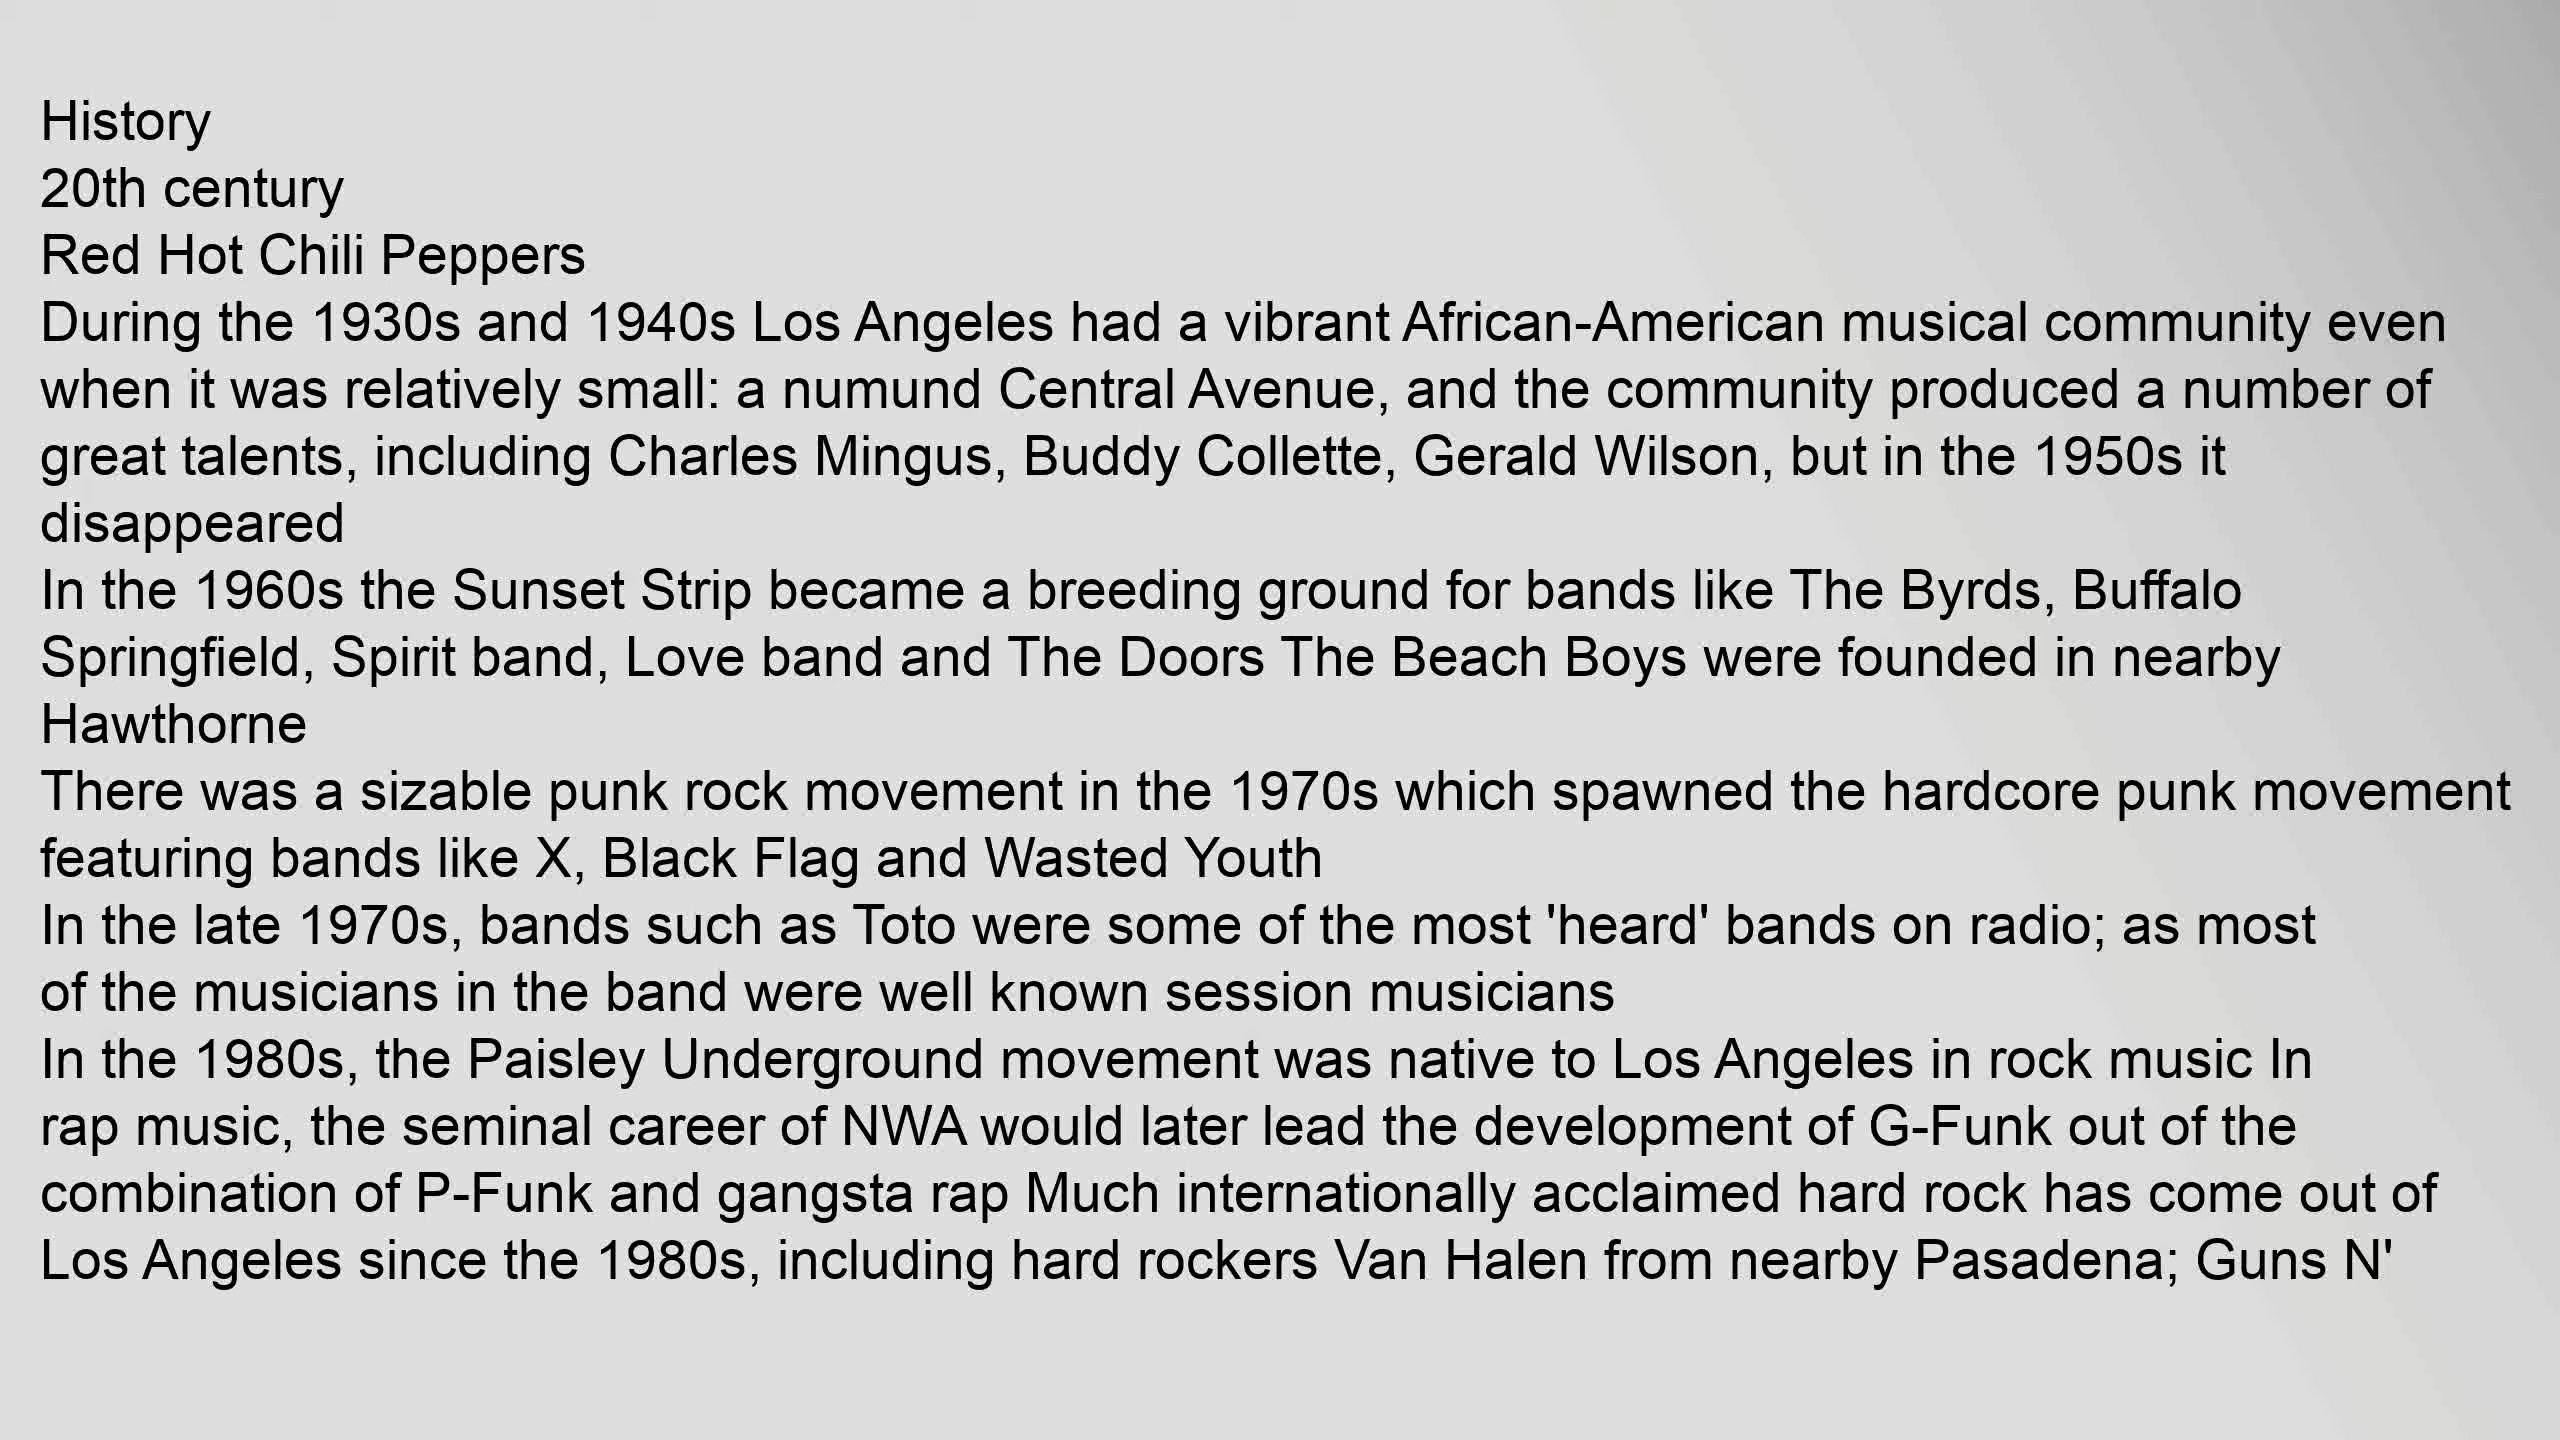 History
20th century
Red Hot Chili Peppers
During the 1930s and 1940s Los Angeles had a vibrant African-American musical community even
when it was relatively small: a numund Central Avenue, and the community produced a number of
great talents, including Charles Mingus, Buddy Collette, Gerald Wilson, but in the 1950s it
disappeared
In the 1960s the Sunset Strip became a breeding ground for bands like The Byrds, Buffalo
Springfield, Spirit band, Love band and The Doors The Beach Boys were founded in nearby
Hawthorne
There was a sizable punk rock movement in the 1970s which spawned the hardcore punk movement
featuring bands like X, Black Flag and Wasted Youth
In the late 1970s, bands such as Toto were some of the most 'heard' bands on radio; as most
of the musicians in the band were well known session musicians
In the 1980s, the Paisley Underground movement was native to Los Angeles in rock music In
rap music, the seminal career of NWA would later lead the development of G-Funk out of the
combination of P-Funk and gangsta rap Much internationally acclaimed hard rock has come out of
Los Angeles since the 1980s, including hard rockers Van Halen from nearby Pasadena; Guns N'